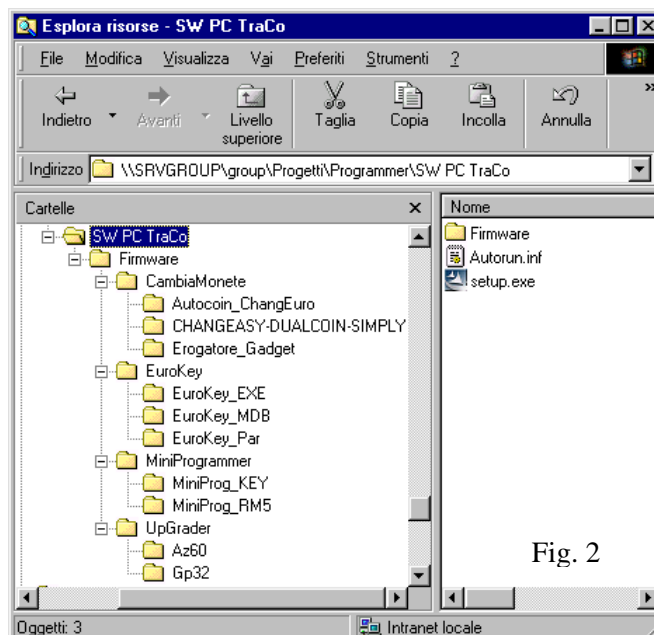 Esplora risorse - SW PC TraCo
File Modifica Visualizza Vai Preferiti Strumenti ?
Indietro Avanti Livello superiore Taglia Copia Incolla Annulla »
Indirizzo \\SRVGROUP\group\Progetti\Programmer\SW PC TraCo
Cartelle
SW PC TraCo
Firmware
CambiaMonete
Autocoin_ChangEuro
CHANGEASY-DUALCOIN-SIMPLY
Erogatore_Gadget
EuroKey
EuroKey_EXE
EuroKey_MDB
EuroKey_Par
MiniProgrammer
MiniProg_KEY
MiniProg_RM5
UpGrader
Az60
Gp32
Nome
Firmware
Autorun.inf
setup.exe
Fig. 2
Oggetti: 3 Intranet locale